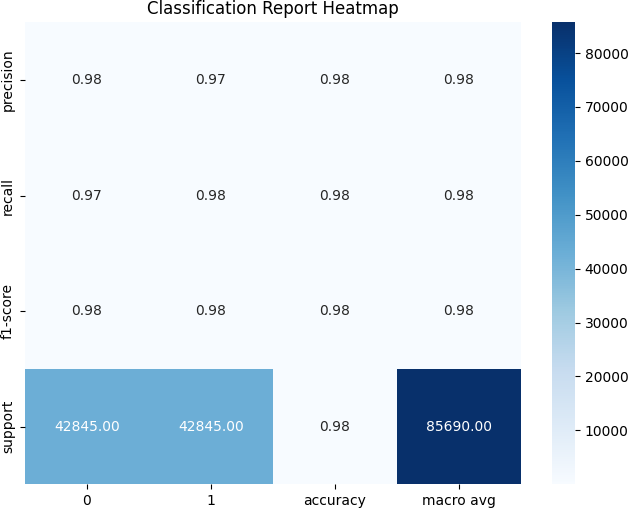 Classification Report Heatmap
precision
0.98 0.97 0.98 0.98
recall
0.97 0.98 0.98 0.98
f1-score
0.98 0.98 0.98 0.98
support
42845.00 42845.00 0.98 85690.00
0 1 accuracy macro avg
80000
70000
60000
50000
40000
30000
20000
10000